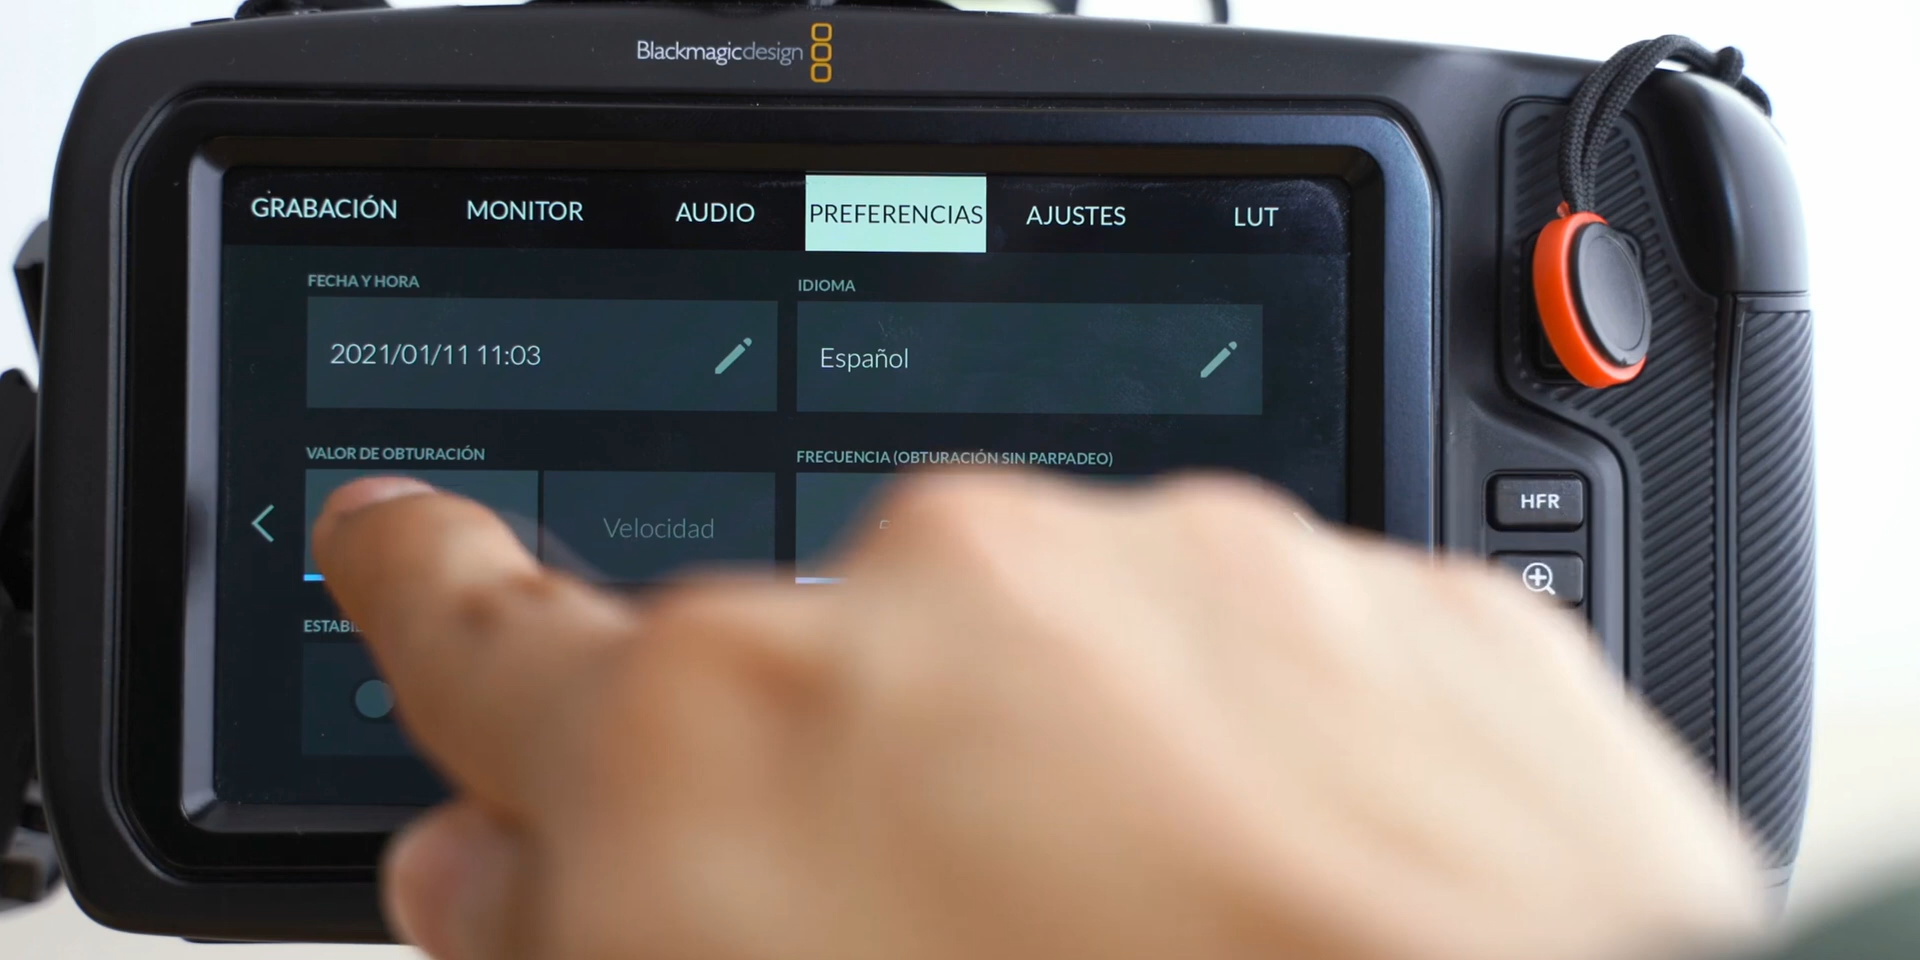 Blackmagicdesign
GRABACIÓN MONITOR AUDIO PREFERENCIAS AJUSTES LUT
FECHA Y HORA
2021/01/11 11:03
IDIOMA
Español
VALOR DE OBTURACIÓN
Velocidad
FRECUENCIA (OBTURACIÓN SIN PARPADEO)
HFR